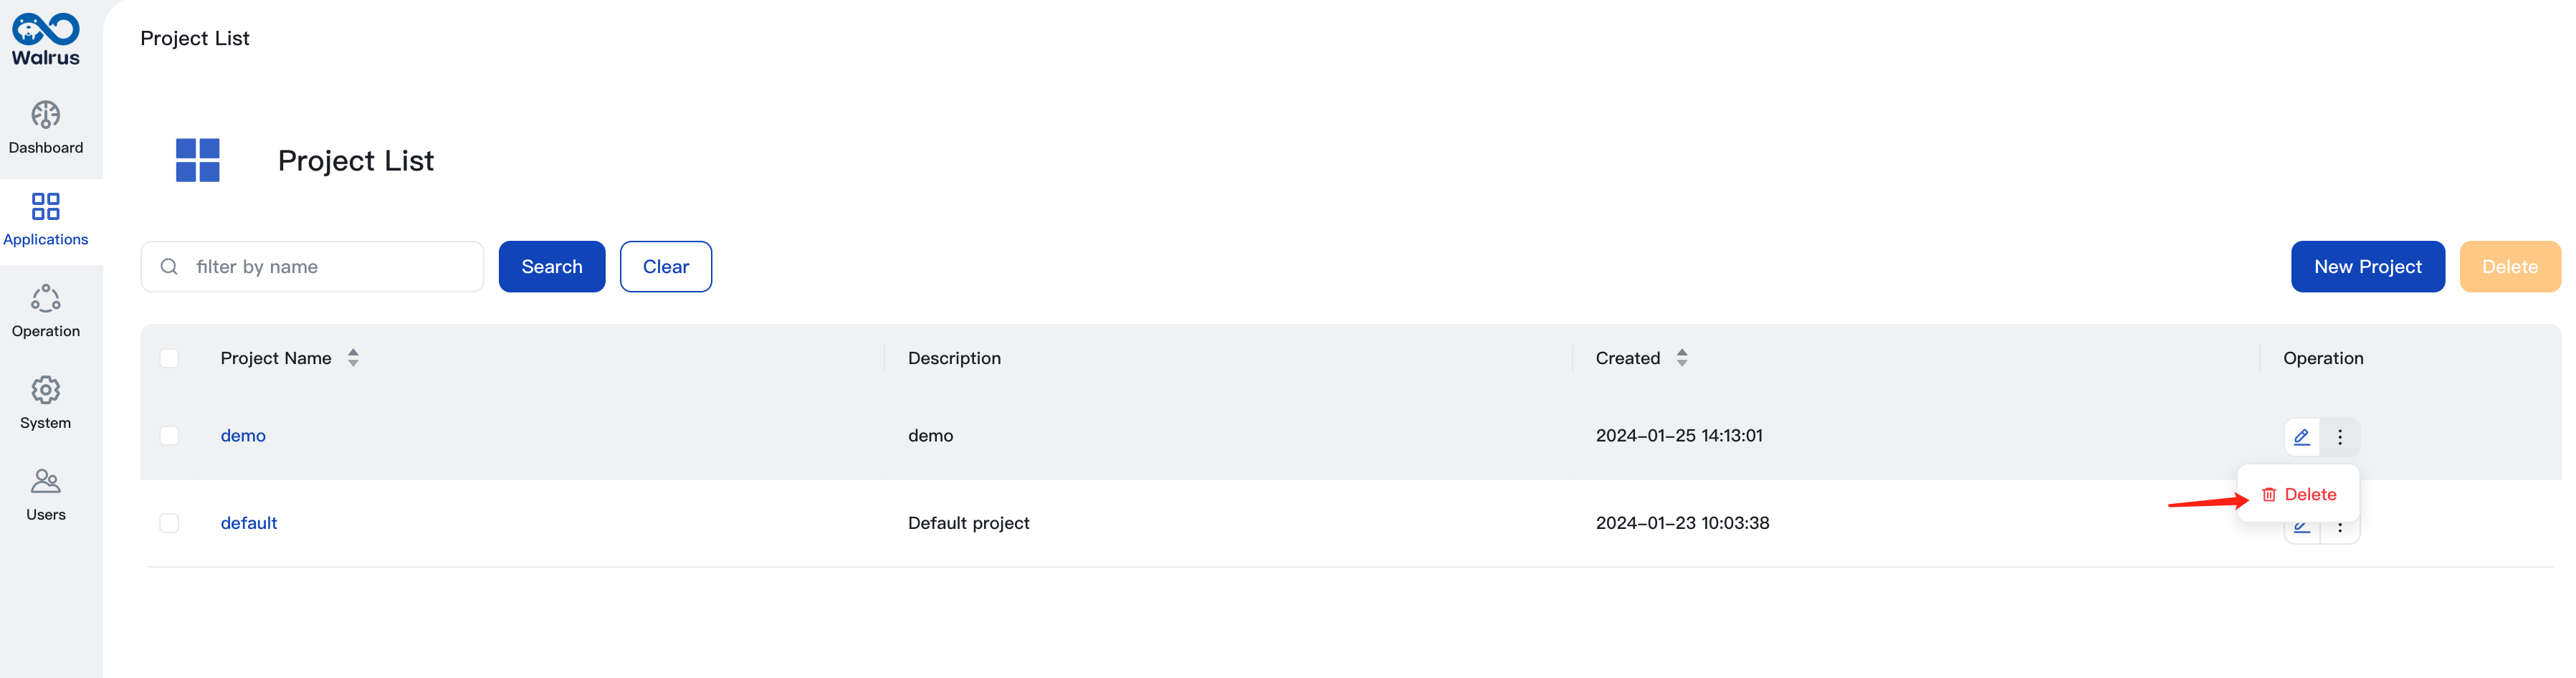 Walrus
Project List
Dashboard
Applications
Operation
System
Users
Project List
filter by name
Search
Clear
New Project
Delete
Project Name
Description
Created
Operation
demo
demo
2024-01-25 14:13:01
Delete
default
Default project
2024-01-23 10:03:38